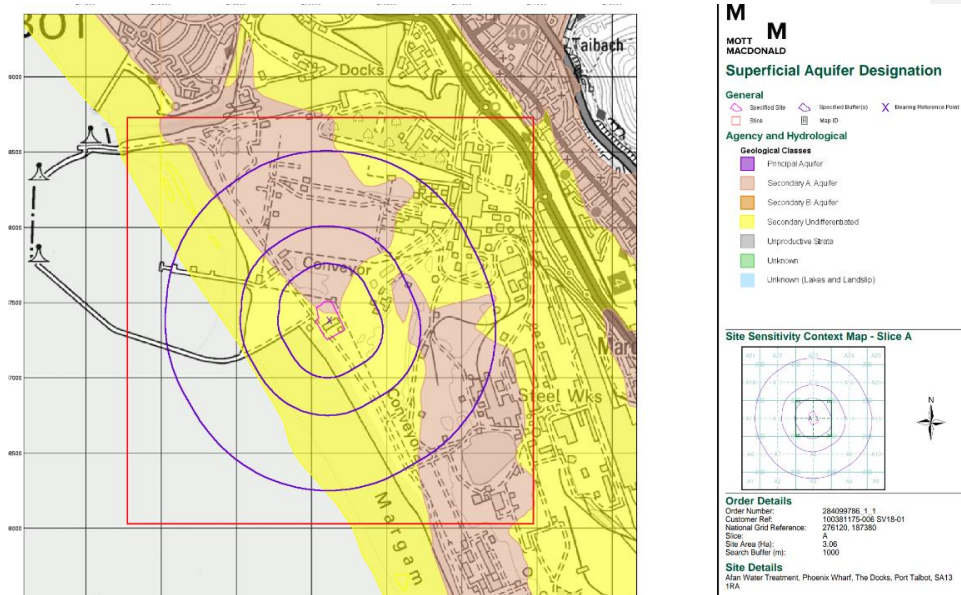 BOT
Docks
40
Taibach
Conveyor
Conveyor
Steel Wks
Margam
Marg
6000
8500
8000
7500
7000
6500
6000
M
M
MOTT
MACDONALD
Superficial Aquifer Designation
General
Specified Site
Specified Buffer(s)
X Bearing Reference Point
Slice
Map ID
Agency and Hydrological
Geological Classes
Principal Aquifer
Secondary A Aquifer
Secondary B Aquifer
Secondary Undifferentiated
Unproductive Strata
Unknown
Unknown (Lakes and Landslip)
Site Sensitivity Context Map - Slice A
N
Order Details
Order Number: 284099786_1_1
Customer Ref: 100381175-006 SV18-01
National Grid Reference: 276120, 187380
Slice: A
Site Area (Ha): 3.06
Search Buffer (m): 1000
Site Details
Afan Water Treatment, Phoenix Wharf, The Docks, Port Talbot, SA13
1RA